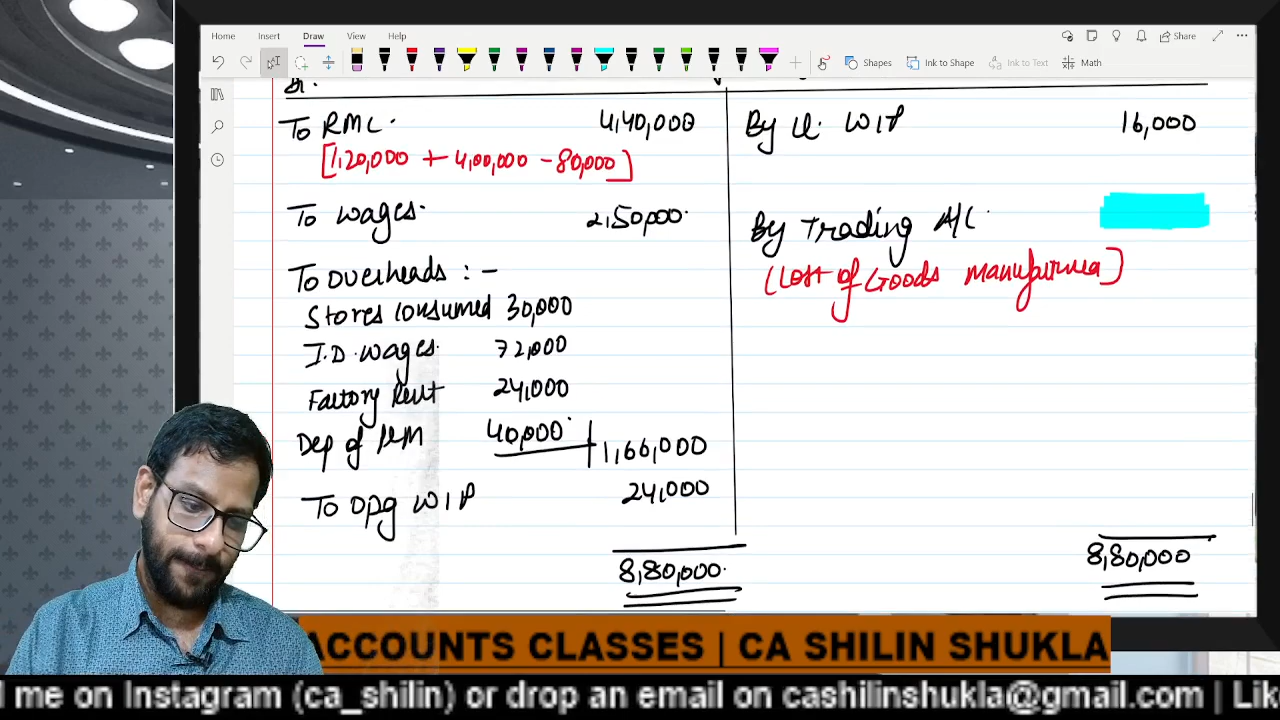 Home Insert Draw View Help
Share
Shapes Ink to Shape Ink to Text Math
Dr.
To RMC. 4,40,000
[1,20,000 + 4,00,000 - 80,000]
To wages. 2,50,000
To overheads : -
Stores consumed 30,000
I.D. wages. 72,000
Factory Rent 24,000
Dep of P/M 40,000 1,66,000
To Opg WIP 24,000
8,80,000
By Cl. WIP 16,000
By Trading A/C
(Cost of Goods manufactured)
8,80,000
ACCOUNTS CLASSES | CA SHILIN SHUKLA
me on Instagram (ca_shilin) or drop an email on cashilinshukla@gmail.com |